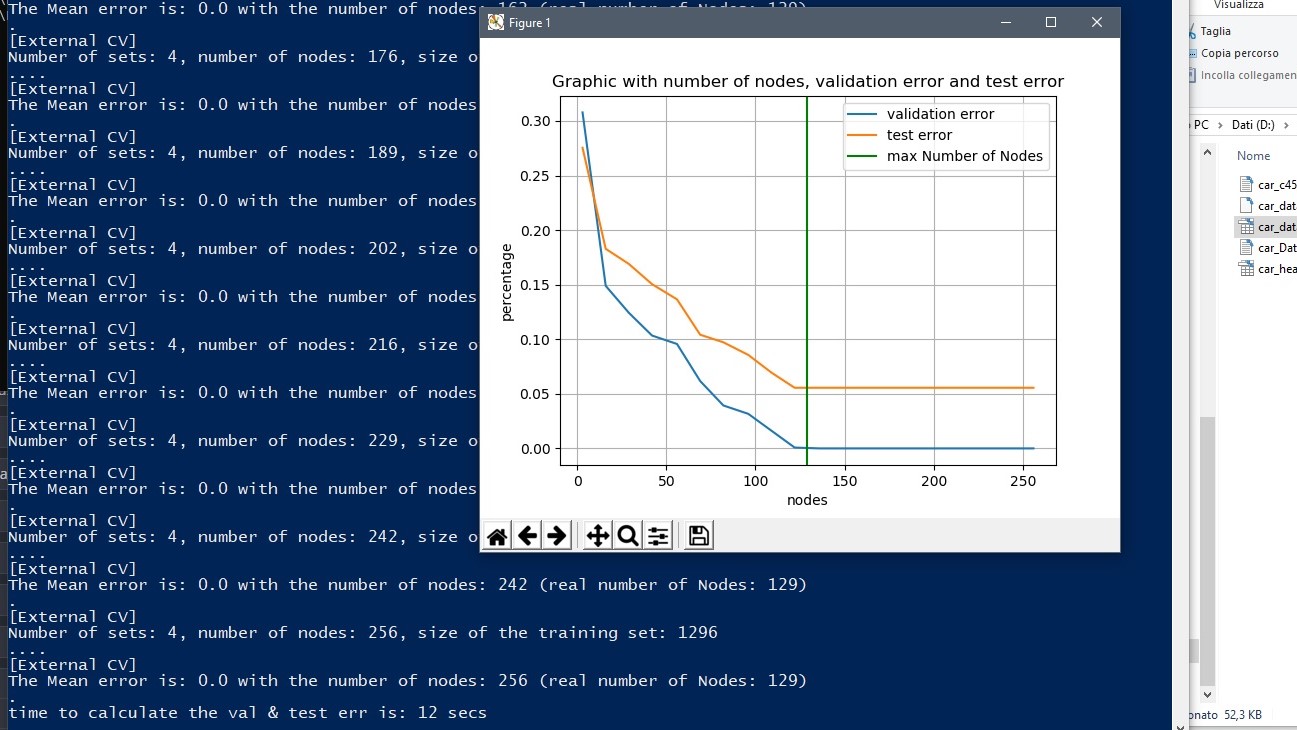 The Mean error is: 0.0 with the number of nodes: 163 (real number of Nodes: 129)
.
[External CV]
Number of sets: 4, number of nodes: 176, size o
....
[External CV]
The Mean error is: 0.0 with the number of nodes
.
[External CV]
Number of sets: 4, number of nodes: 189, size o
....
[External CV]
The Mean error is: 0.0 with the number of nodes
.
[External CV]
Number of sets: 4, number of nodes: 202, size o
....
[External CV]
The Mean error is: 0.0 with the number of nodes
.
[External CV]
Number of sets: 4, number of nodes: 216, size o
....
[External CV]
The Mean error is: 0.0 with the number of nodes
.
[External CV]
Number of sets: 4, number of nodes: 229, size o
....
[External CV]
The Mean error is: 0.0 with the number of nodes
.
[External CV]
Number of sets: 4, number of nodes: 242, size o
....
[External CV]
The Mean error is: 0.0 with the number of nodes: 242 (real number of Nodes: 129)
.
[External CV]
Number of sets: 4, number of nodes: 256, size of the training set: 1296
....
[External CV]
The Mean error is: 0.0 with the number of nodes: 256 (real number of Nodes: 129)
.
time to calculate the val & test err is: 12 secs
Figure 1
Graphic with number of nodes, validation error and test error
validation error
test error
max Number of Nodes
0.30
0.25
0.20
0.15
0.10
0.05
0.00
percentage
0 50 100 150 200 250
nodes
Visualizza
Taglia
Copia percorso
Incolla collegamen
PC > Dati (D:) >
Nome
car_c45
car_dat
car_dat
car_Dat
car_hea
onato 52,3 KB